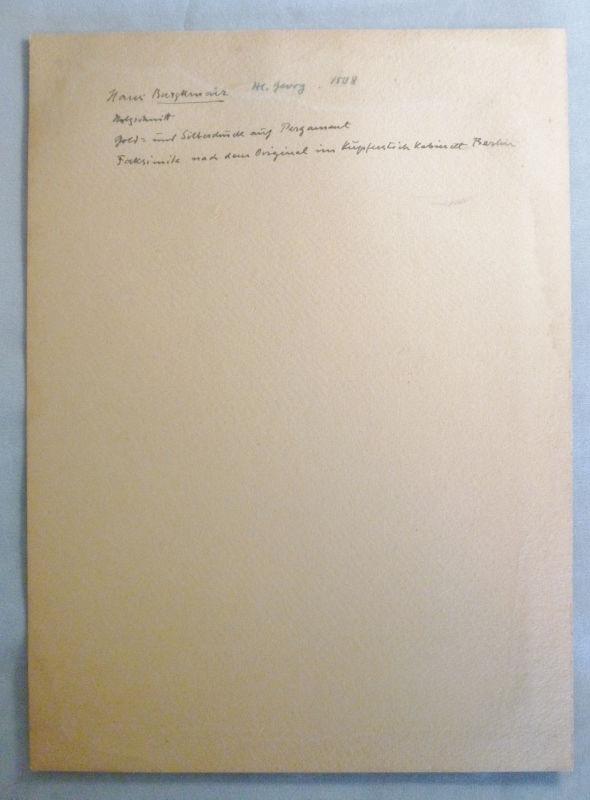 Hans Burgkmair Hl. Georg. 1508
Holzschnitt
Gold- und Silberdruck auf Pergament
Faksimile nach dem Original im Kupferstich Kabinett Berlin